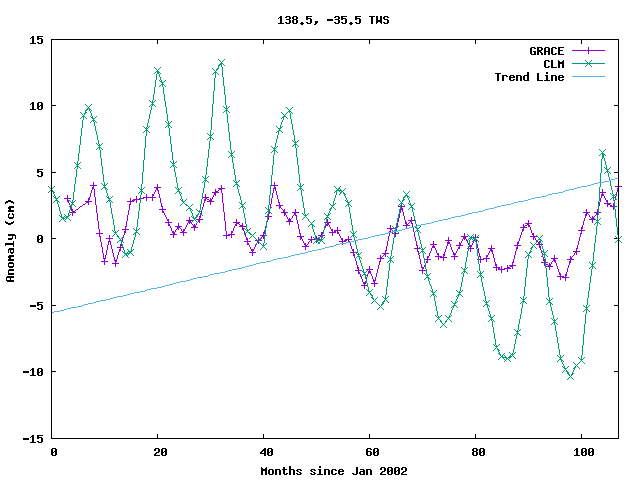 138.5, -35.5 TWS
GRACE
CLM
Trend Line
15
10
5
0
-5
-10
-15
Anomaly (cm)
0 20 40 60 80 100
Months since Jan 2002